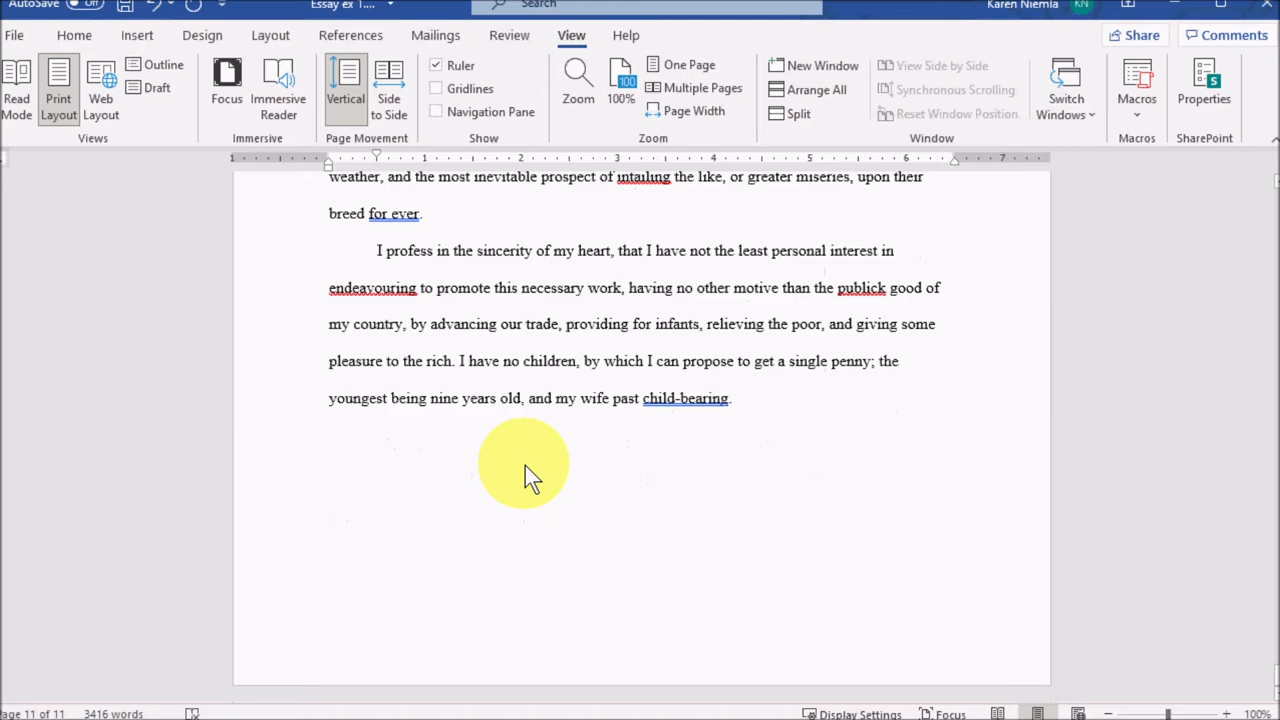 AutoSave Off Essay ex 1.... Search Karen Niemla KN
File Home Insert Design Layout References Mailings Review View Help Share Comments
Read Mode
Print Layout
Web Layout
Outline
Draft
Views
Focus
Immersive Reader
Immersive
Vertical
Side to Side
Page Movement
Ruler
Gridlines
Navigation Pane
Show
Zoom
100
100%
One Page
Multiple Pages
Page Width
Zoom
New Window
Arrange All
Split
View Side by Side
Synchronous Scrolling
Reset Window Position
Window
Switch Windows
Macros
Macros
Properties
SharePoint
1 1 2 3 4 5 6 7
weather, and the most inevitable prospect of intailing the like, or greater miseries, upon their
breed for ever.
I profess in the sincerity of my heart, that I have not the least personal interest in
endeavouring to promote this necessary work, having no other motive than the publick good of
my country, by advancing our trade, providing for infants, relieving the poor, and giving some
pleasure to the rich. I have no children, by which I can propose to get a single penny; the
youngest being nine years old, and my wife past child-bearing.
Page 11 of 11 3416 words Display Settings Focus 100%